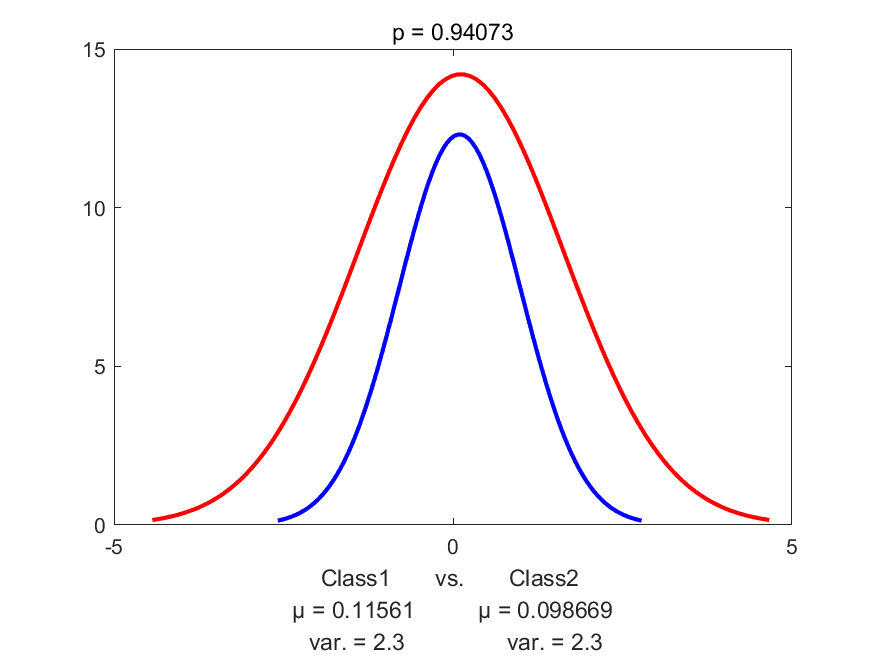 p = 0.94073
15
10
5
0
-5 0 5
Class1 vs. Class2
μ = 0.11561 μ = 0.098669
var. = 2.3 var. = 2.3